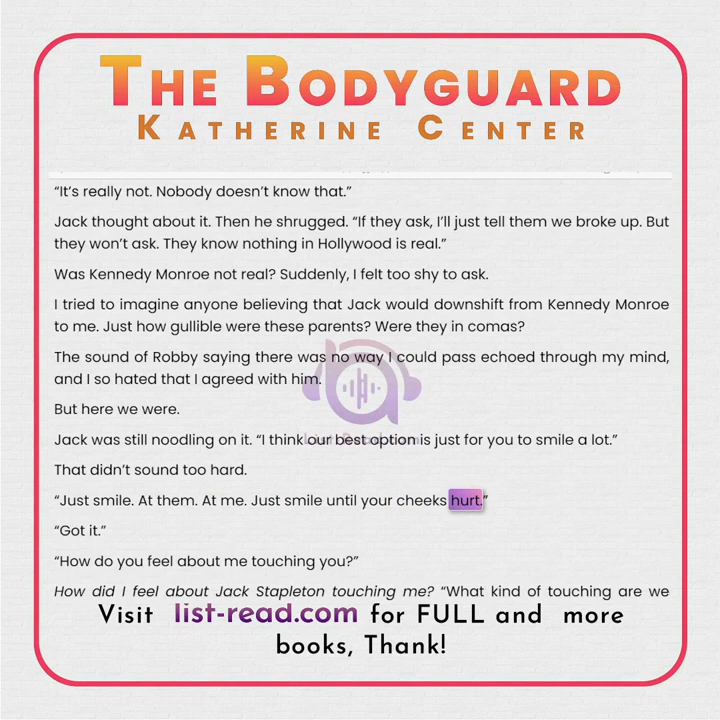 THE BODYGUARD
KATHERINE CENTER
“It’s really not. Nobody doesn’t know that.”
Jack thought about it. Then he shrugged. “If they ask, I’ll just tell them we broke up. But
they won’t ask. They know nothing in Hollywood is real.”
Was Kennedy Monroe not real? Suddenly, I felt too shy to ask.
I tried to imagine anyone believing that Jack would downshift from Kennedy Monroe
to me. Just how gullible were these parents? Were they in comas?
The sound of Robby saying there was no way I could pass echoed through my mind,
and I so hated that I agreed with him.
But here we were.
Jack was still noodling on it. “I think our best option is just for you to smile a lot.”
That didn’t sound too hard.
“Just smile. At them. At me. Just smile until your cheeks hurt.”
“Got it.”
“How do you feel about me touching you?”
How did I feel about Jack Stapleton touching me? “What kind of touching are we
Visit list-read.com for FULL and more
books, Thank!